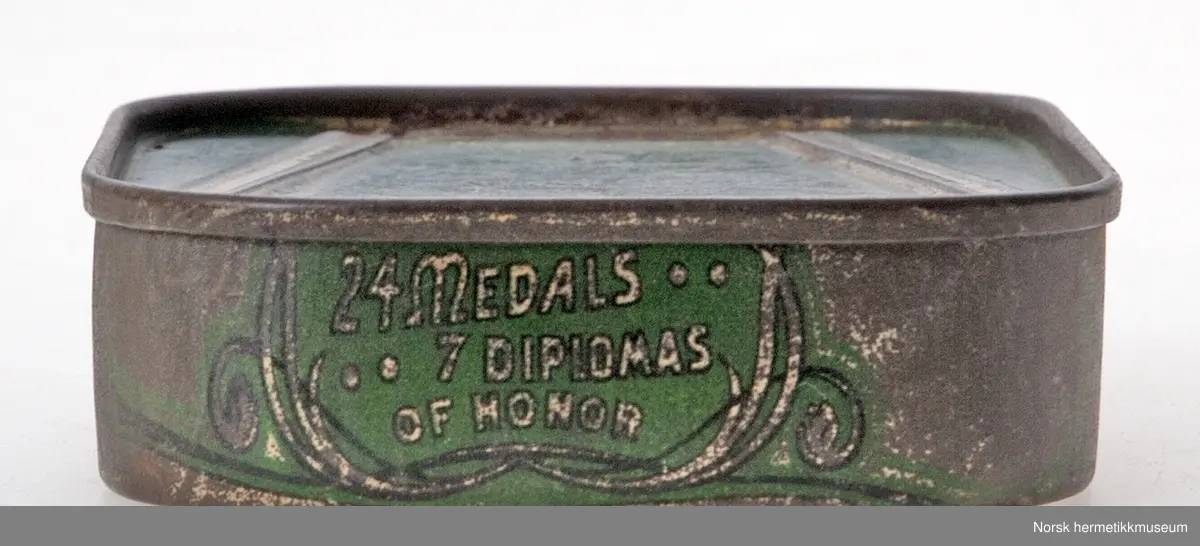 24 MEDALS
7 DIPLOMAS
OF HONOR
Norsk hermetikkmuseum